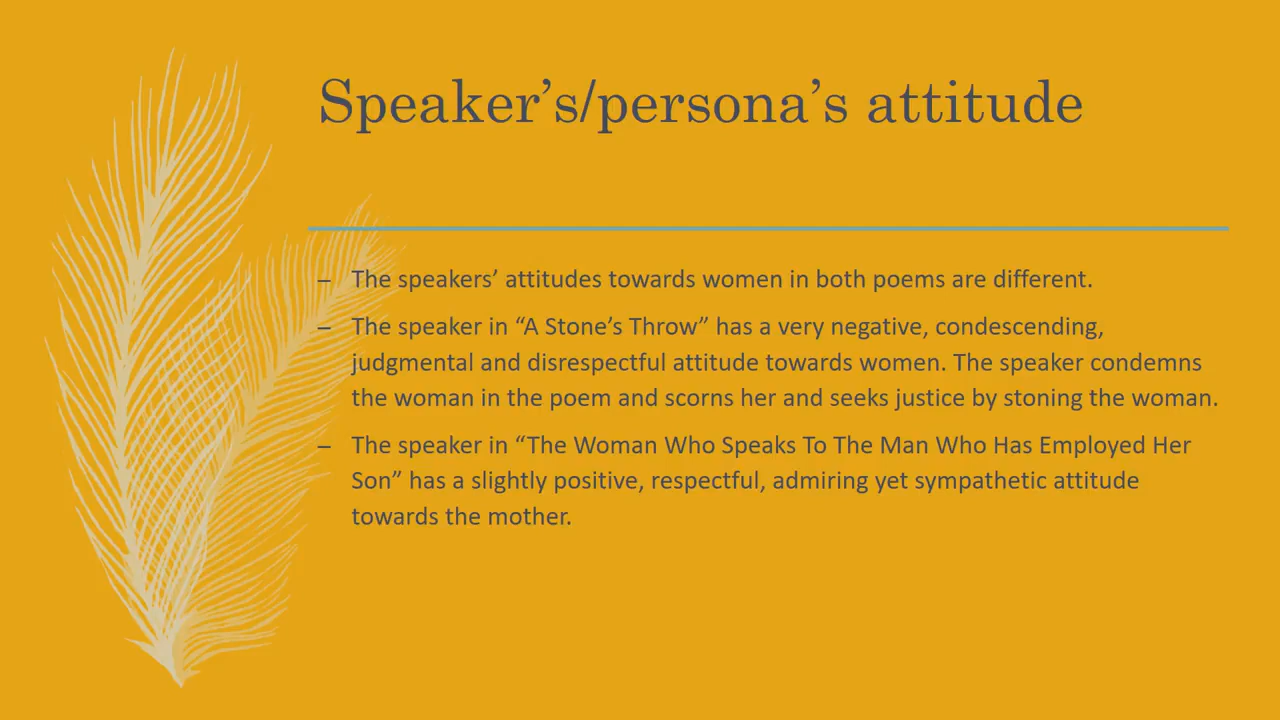 Speaker’s/persona’s attitude
– The speakers’ attitudes towards women in both poems are different.
– The speaker in “A Stone’s Throw” has a very negative, condescending,
judgmental and disrespectful attitude towards women. The speaker condemns
the woman in the poem and scorns her and seeks justice by stoning the woman.
– The speaker in “The Woman Who Speaks To The Man Who Has Employed Her
Son” has a slightly positive, respectful, admiring yet sympathetic attitude
towards the mother.